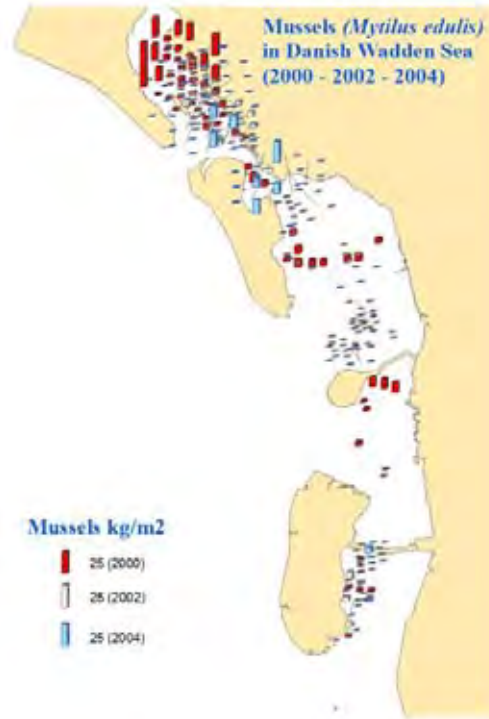 Mussels (Mytilus edulis)
in Danish Wadden Sea
(2000 - 2002 - 2004)
Mussels kg/m2
25 (2000)
25 (2002)
25 (2004)